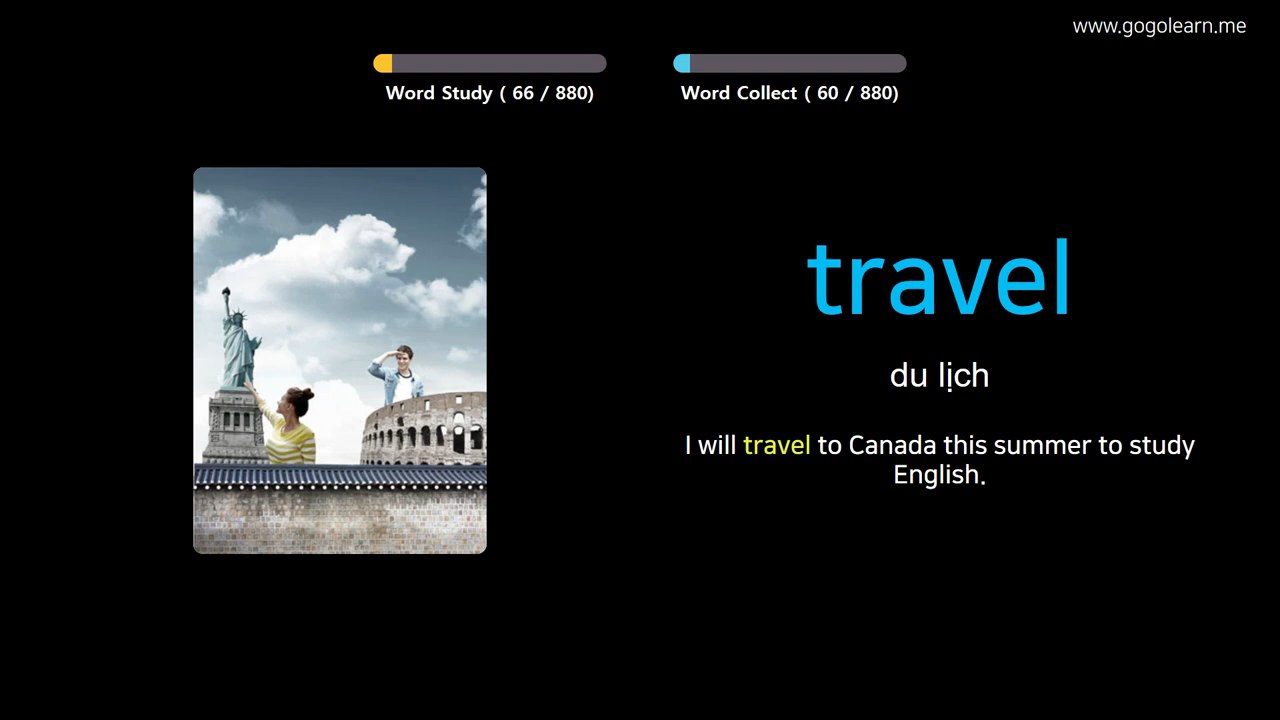 www.gogolearn.me
Word Study ( 66 / 880)
Word Collect ( 60 / 880)
travel
du lịch
I will travel to Canada this summer to study
English.